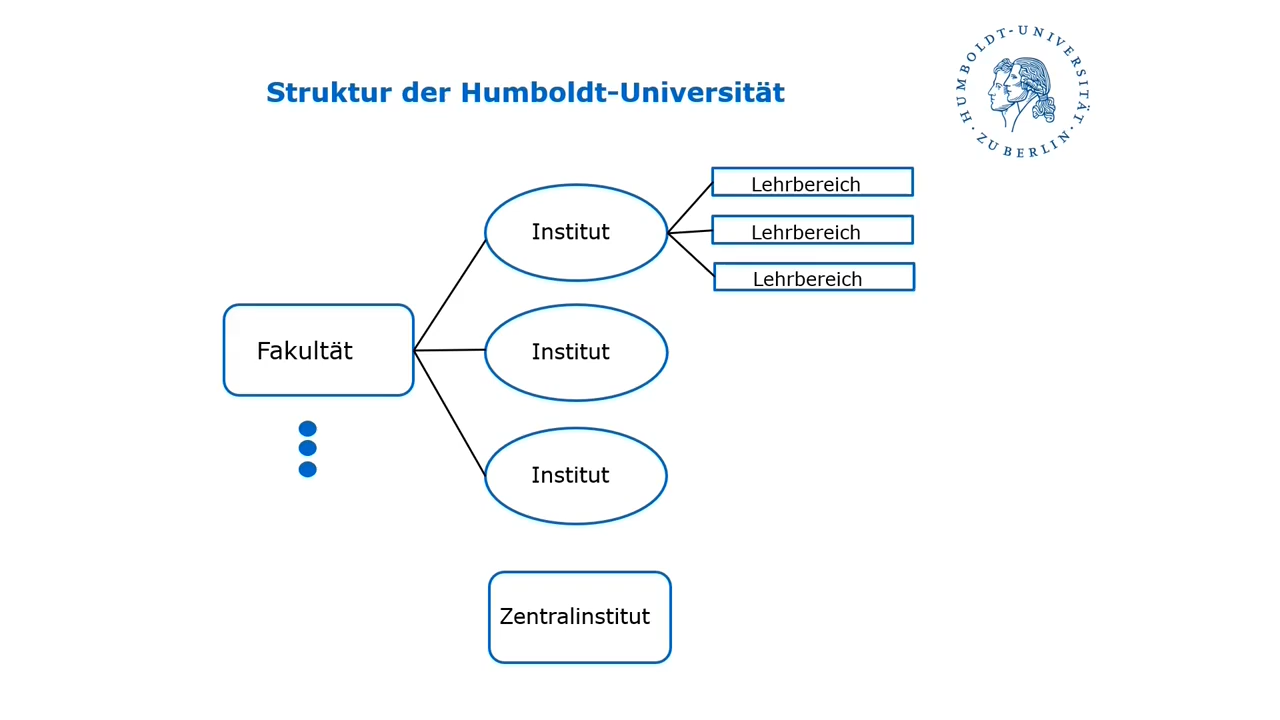 Struktur der Humboldt-Universität
HUMBOLDT-UNIVERSITÄT
· ZU BERLIN ·
Lehrbereich
Institut
Lehrbereich
Lehrbereich
Fakultät
Institut
Institut
Zentralinstitut